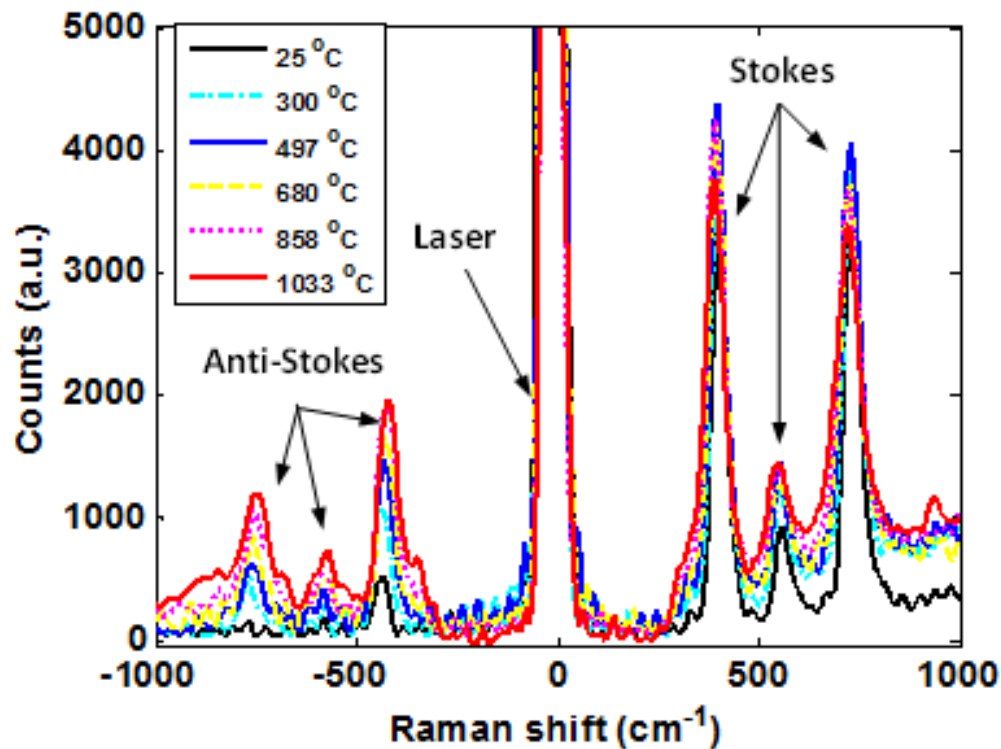 5000
4000
3000
2000
1000
0
Counts (a.u.)
25 °C
300 °C
497 °C
680 °C
858 °C
1033 °C
Stokes
Laser
Anti-Stokes
-1000
-500
0
500
1000
Raman shift (cm⁻¹)